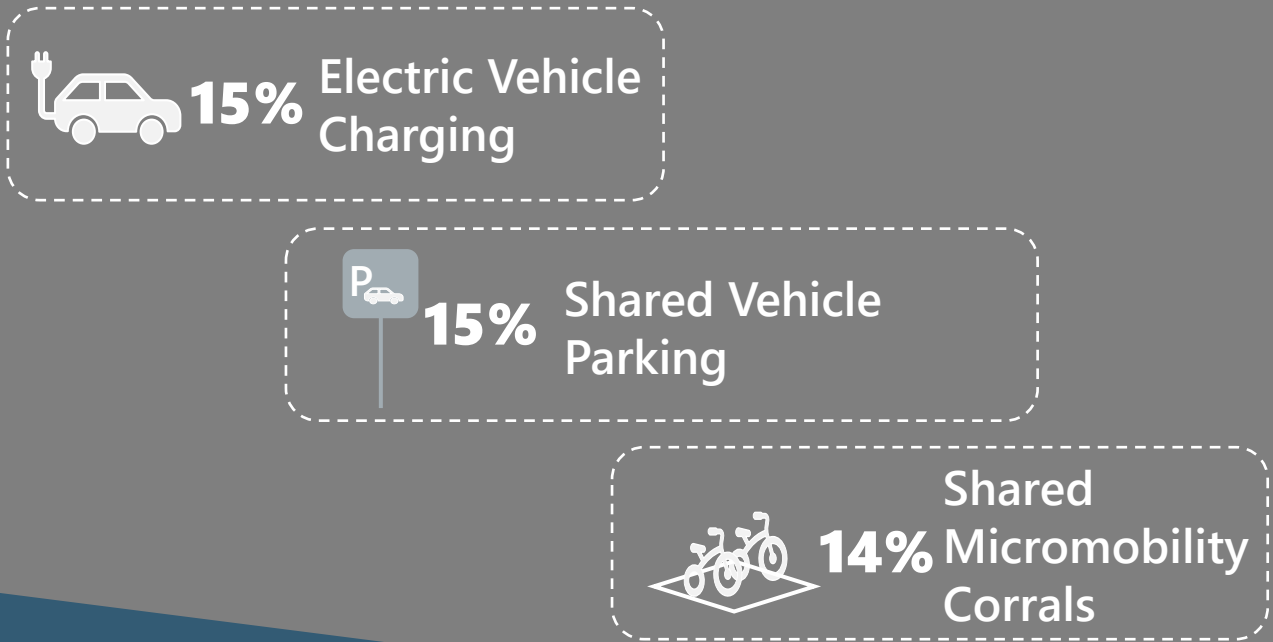 15% Electric Vehicle
Charging
P
15% Shared Vehicle
Parking
14% Shared
Micromobility
Corrals